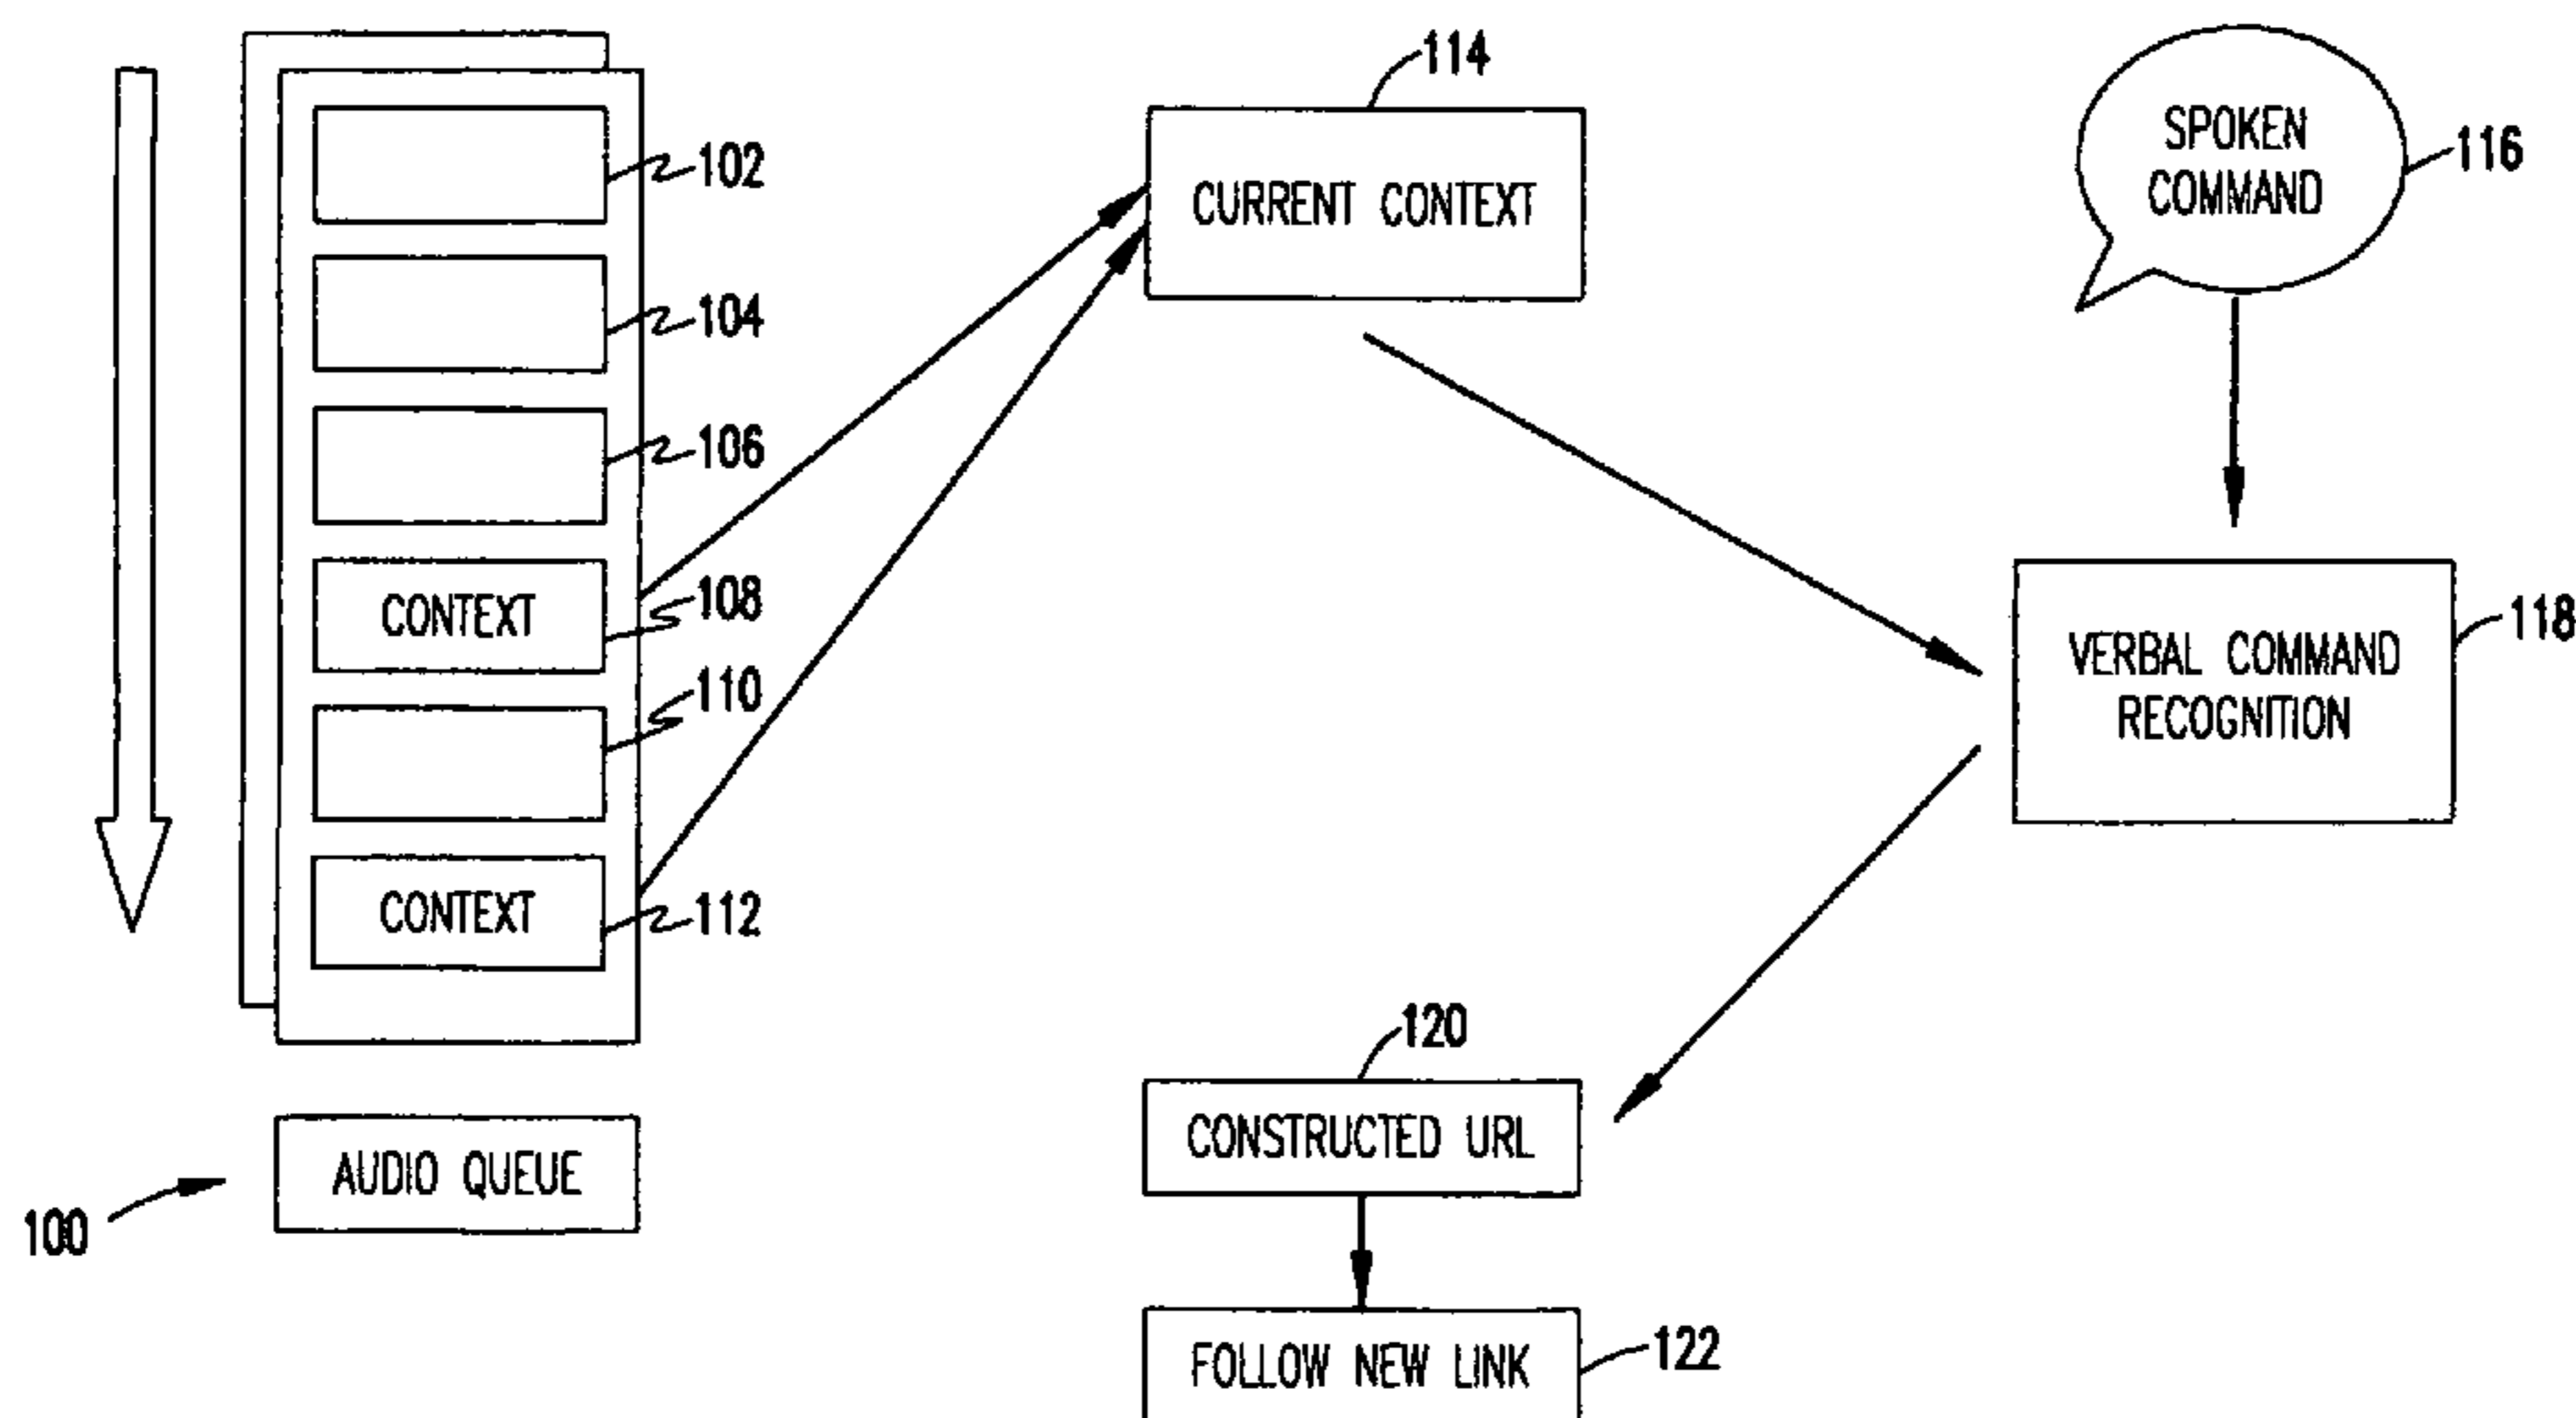 102
104
106
CONTEXT
108
110
CONTEXT
112
AUDIO QUEUE
100
114
CURRENT CONTEXT
SPOKEN
COMMAND
116
VERBAL COMMAND
RECOGNITION
118
120
CONSTRUCTED URL
FOLLOW NEW LINK
122